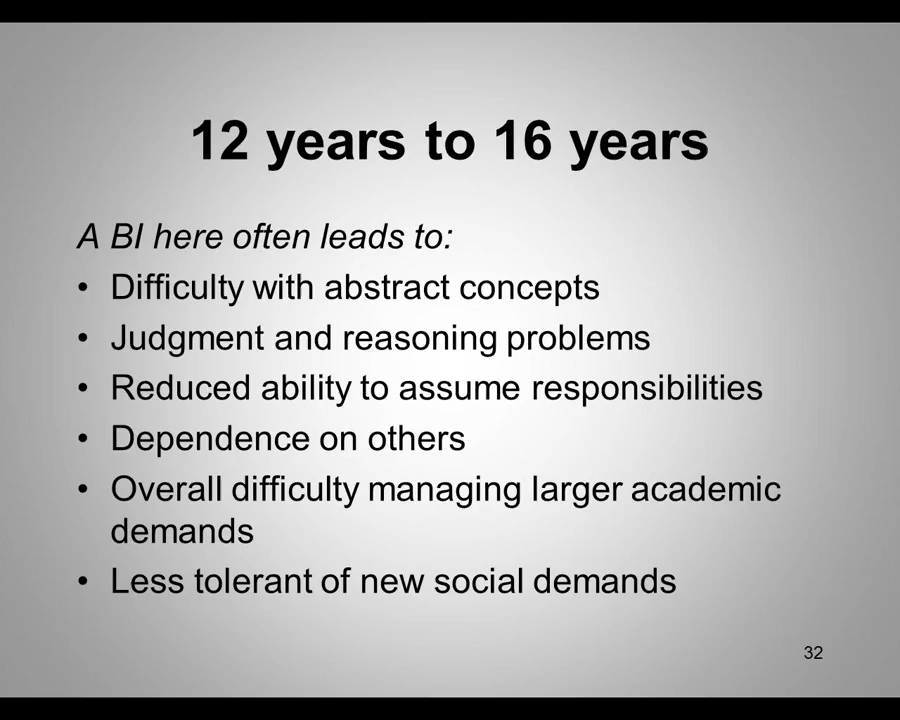 12 years to 16 years
A BI here often leads to:
• Difficulty with abstract concepts
• Judgment and reasoning problems
• Reduced ability to assume responsibilities
• Dependence on others
• Overall difficulty managing larger academic
demands
• Less tolerant of new social demands
32